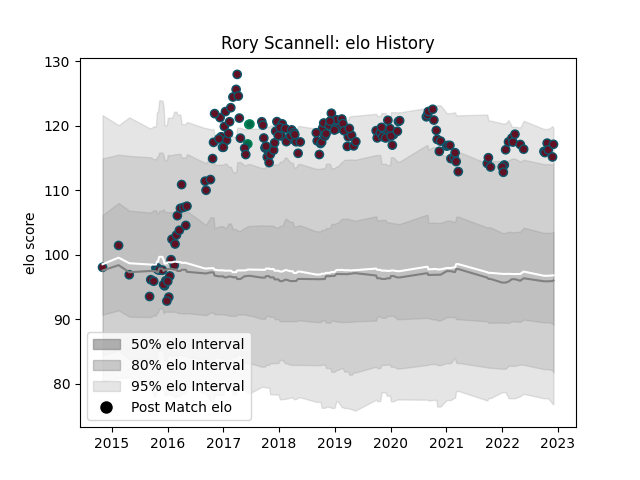 Rory Scannell: elo History
130
120
110
100
90
80
elo score
50% elo Interval
80% elo Interval
95% elo Interval
Post Match elo
2015 2016 2017 2018 2019 2020 2021 2022 2023